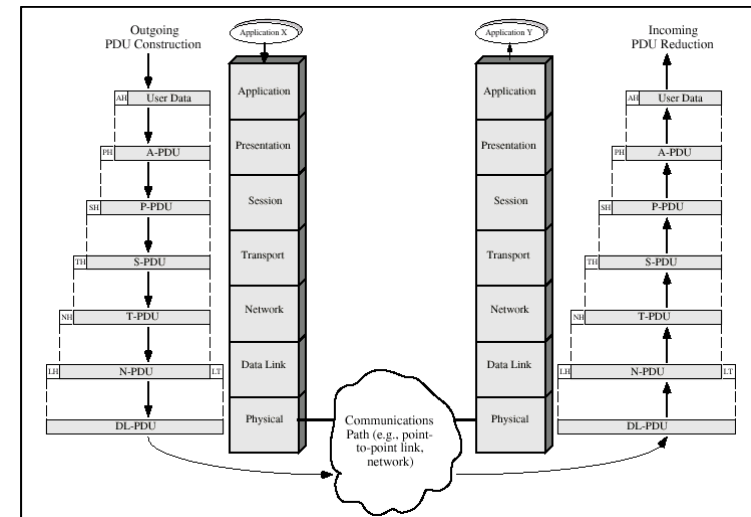 Outgoing
PDU Construction
Application X
Application Y
Incoming
PDU Reduction
AH User Data
PH A-PDU
SH P-PDU
TH S-PDU
NH T-PDU
LH N-PDU LT
DL-PDU
Application
Presentation
Session
Transport
Network
Data Link
Physical
Communications
Path (e.g., point-
to-point link,
network)
Application
Presentation
Session
Transport
Network
Data Link
Physical
AH User Data
PH A-PDU
SH P-PDU
TH S-PDU
NH T-PDU
LH N-PDU LT
DL-PDU